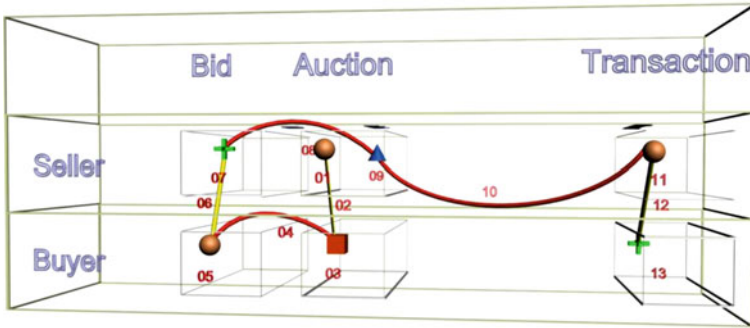 Bid Auction Transaction
Seller 07 08 01 09 11
06 02 10 12
Buyer 05 04 03 13